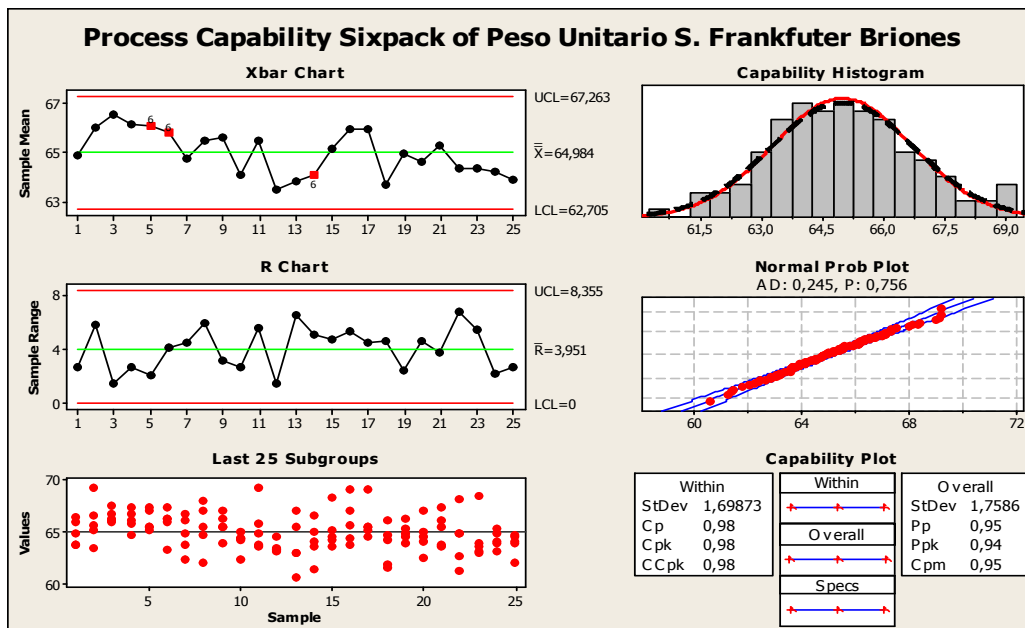 Process Capability Sixpack of Peso Unitario S. Frankfuter Briones
Xbar Chart
Sample Mean
67
65
63
6
6
6
UCL=67,263
X=64,984
LCL=62,705
1 3 5 7 9 11 13 15 17 19 21 23 25
Capability Histogram
61,5 63,0 64,5 66,0 67,5 69,0
R Chart
Sample Range
8
4
0
UCL=8,355
R=3,951
LCL=0
1 3 5 7 9 11 13 15 17 19 21 23 25
Normal Prob Plot
AD: 0,245, P: 0,756
60 64 68 72
Last 25 Subgroups
Values
70
65
60
5 10 15 20 25
Sample
Capability Plot
Within
StDev 1,69873
Cp 0,98
Cpk 0,98
CCpk 0,98
Within
Overall
Specs
Overall
StDev 1,7586
Pp 0,95
Ppk 0,94
Cpm 0,95